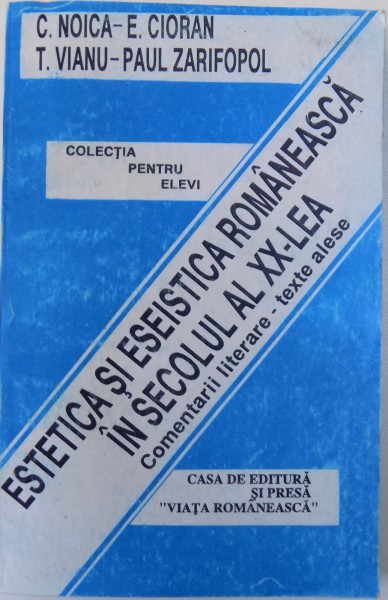 C. NOICA-E. CIORAN
T. VIANU-PAUL ZARIFOPOL
COLECȚIA
PENTRU
ELEVI
ESTETICA ȘI ESEISTICA ROMÂNEASCĂ
ÎN SECOLUL AL XX-LEA
Comentarii literare - texte alese
CASA DE EDITURĂ
ȘI PRESĂ
"VIAȚA ROMÂNEASCĂ"